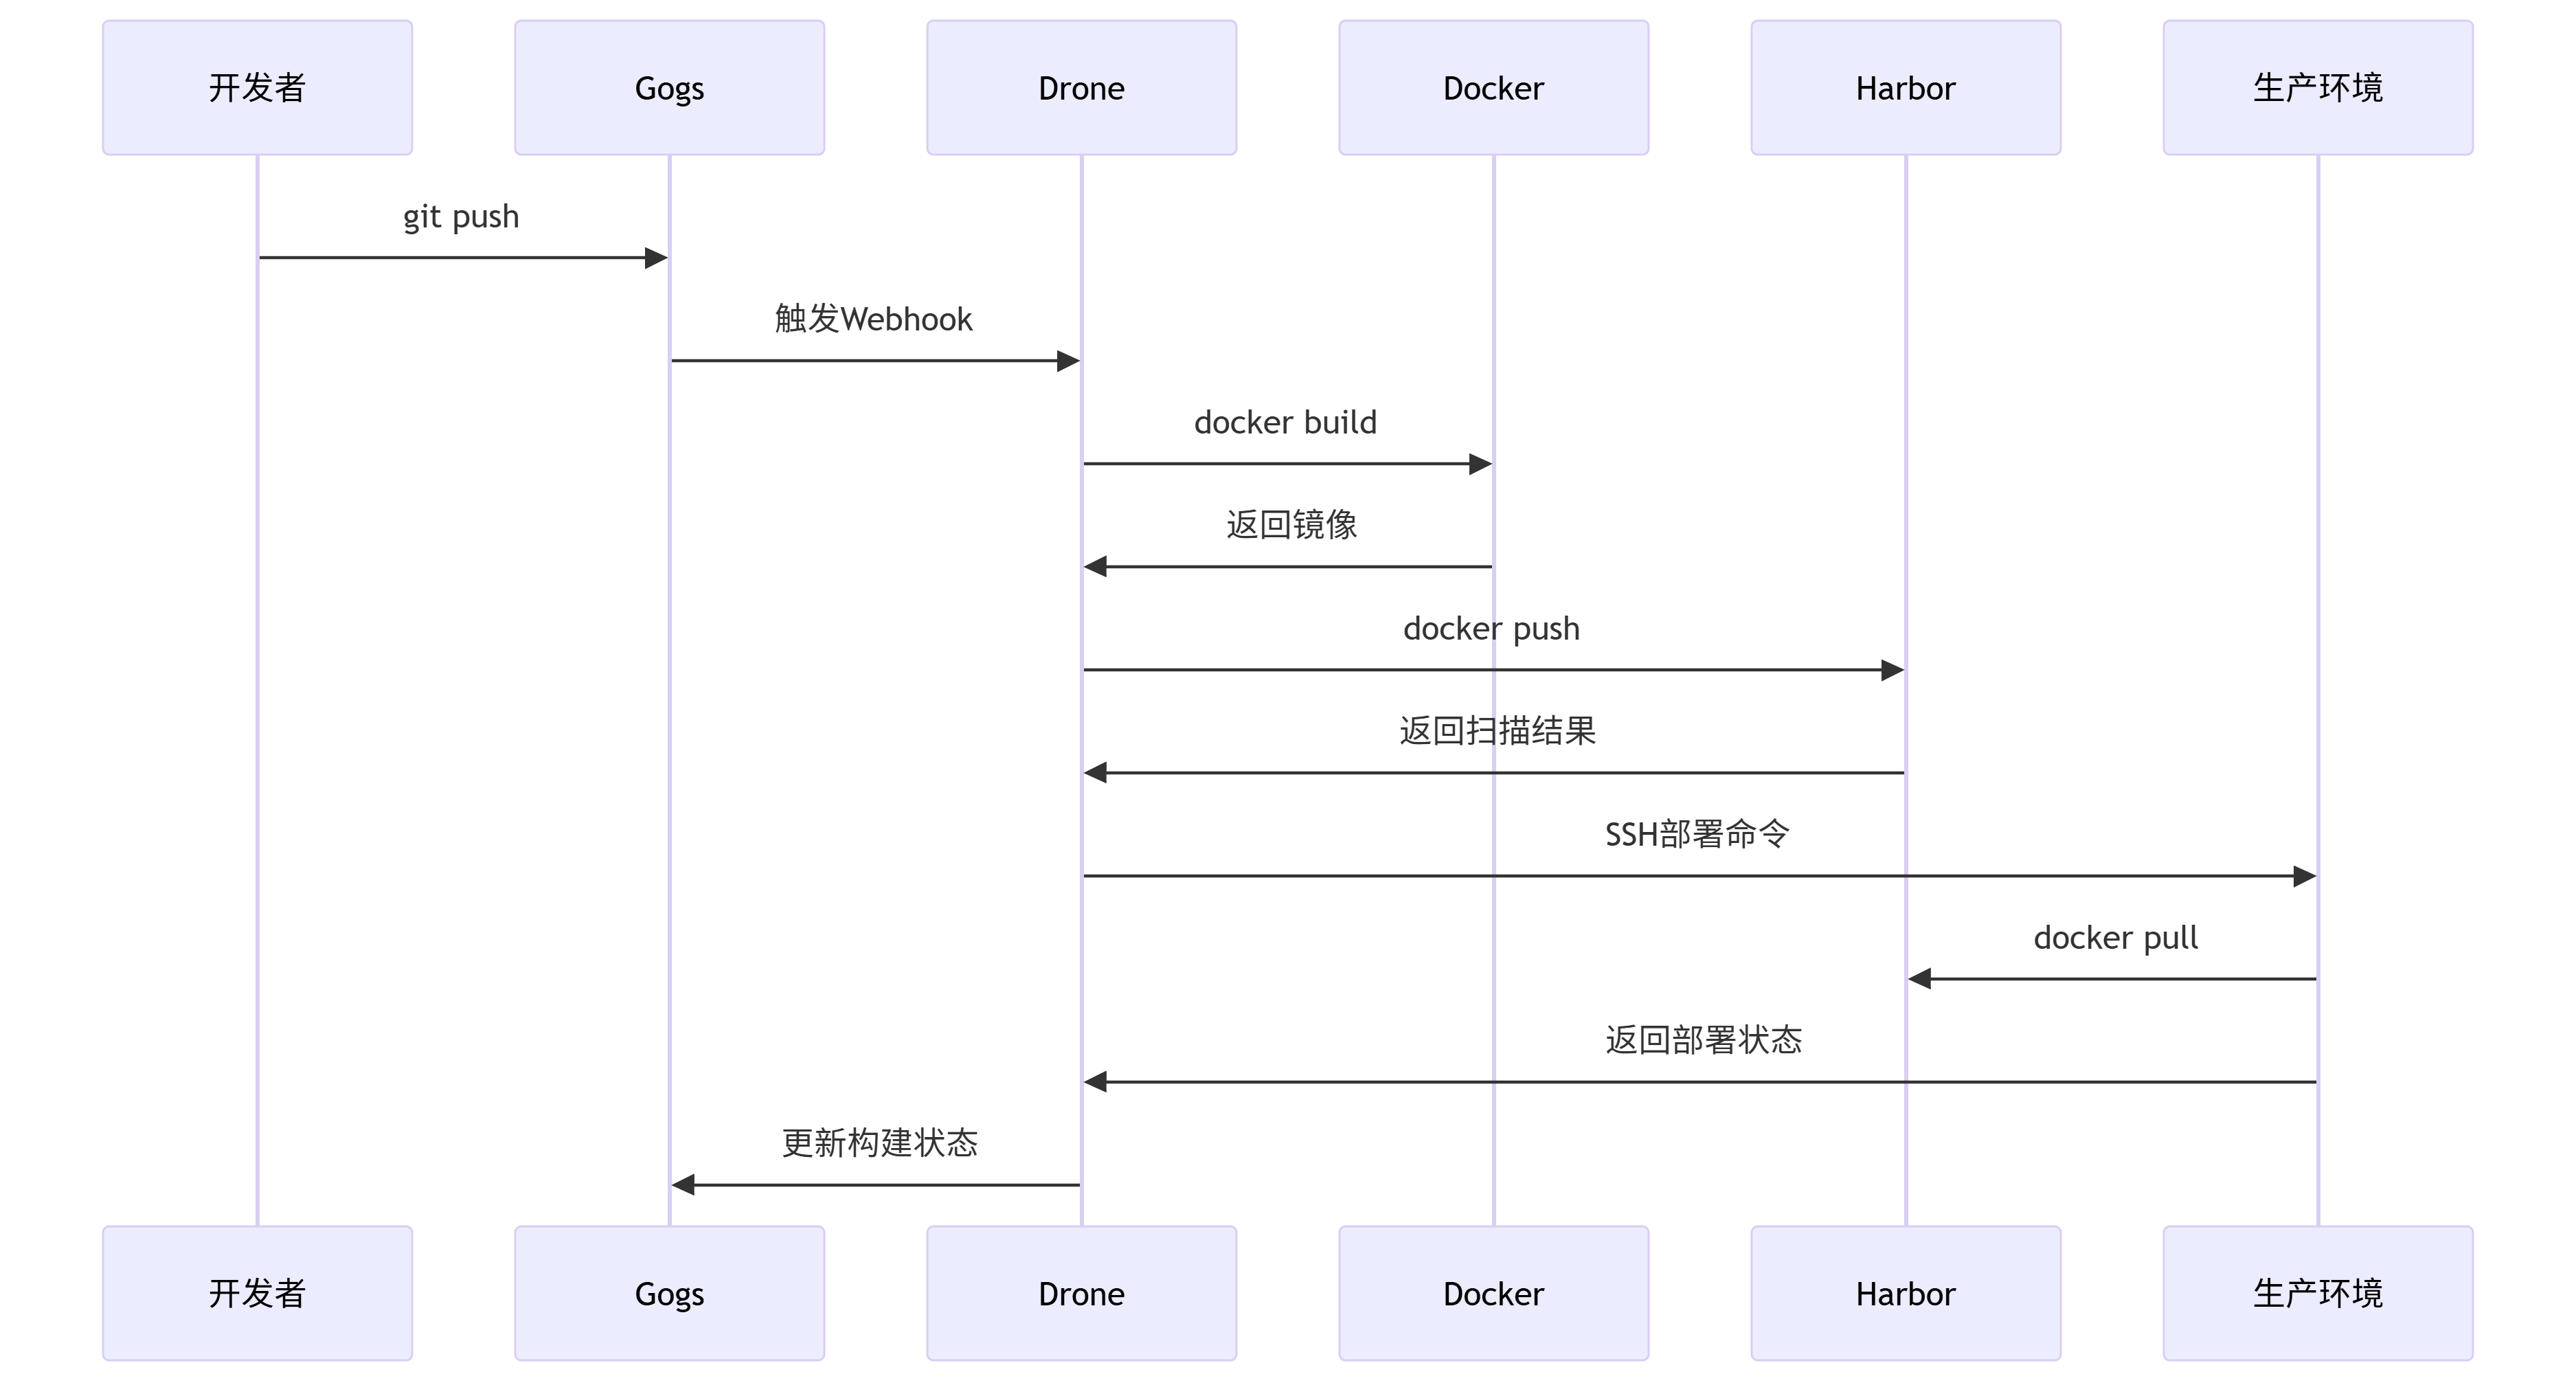 开发者
Gogs
Drone
Docker
Harbor
生产环境
git push
触发Webhook
docker build
返回镜像
docker push
返回扫描结果
SSH部署命令
docker pull
返回部署状态
更新构建状态
开发者
Gogs
Drone
Docker
Harbor
生产环境